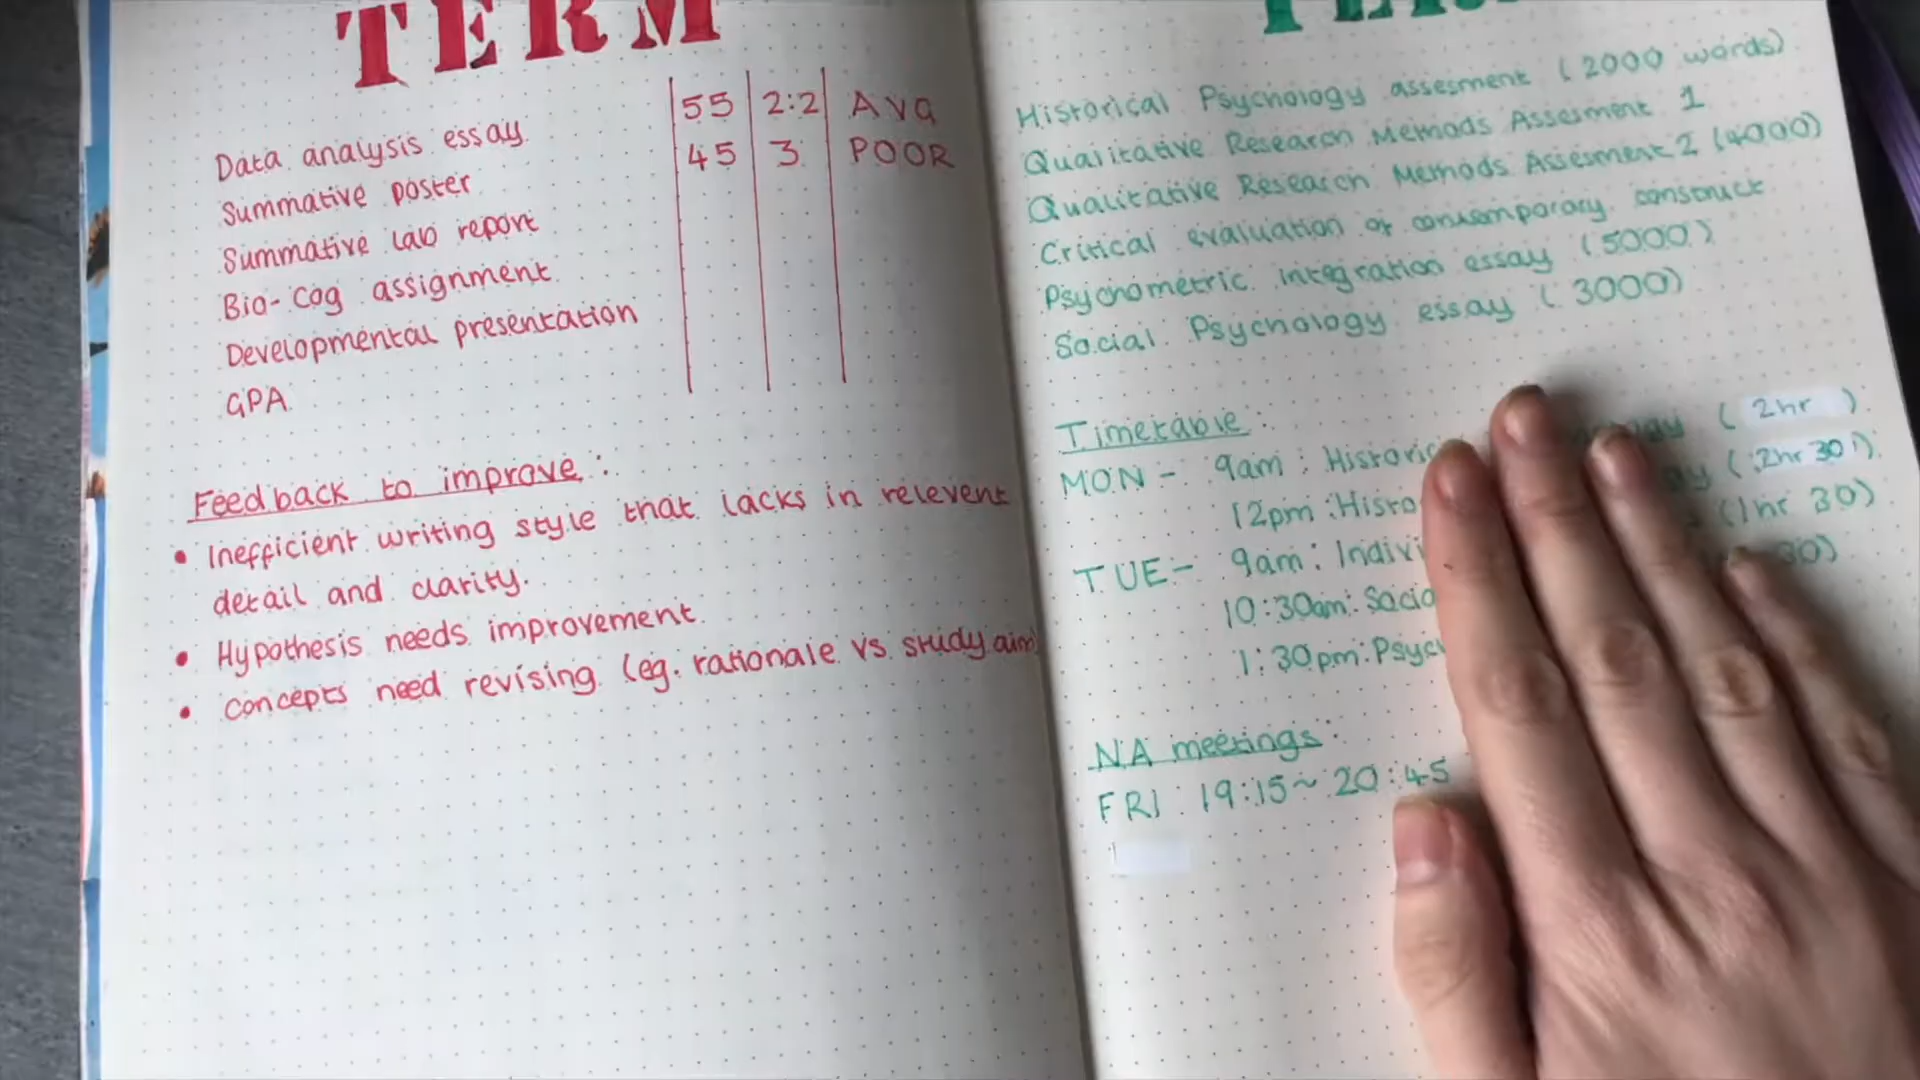 TERM
Data analysis essay 55 2:2 AVG
Summative poster 45 3 POOR
Summative lab report
Bio-Cog assignment
Developmental presentation
GPA
Feedback to improve:
• Inefficient writing style that lacks in relevent
detail and clarity.
• Hypothesis needs improvement.
• concepts need revising (eg. rationale vs. study aim)
Historical Psychology assesment (2000 words)
Qualitative Research Methods Assesment 1
Qualitative Research Methods Assesment 2 (4000)
Critical evaluation of contemporary construct
Psychometric integration essay (5000)
Social Psychology essay (3000)
Timetable:
MON - 9am: (2hr)
12pm: (2hr 30)
TUE - 9am: (1hr 30)
10:30am:
1:30pm:
NA meetings:
FRI: 19:15~20:45